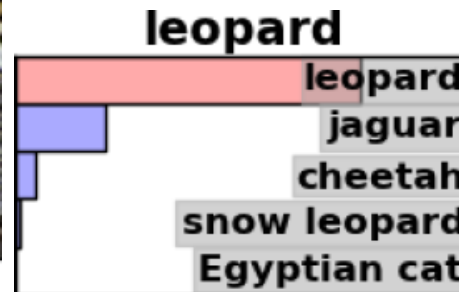 leopard
leopard
jaguar
cheetah
snow leopard
Egyptian cat